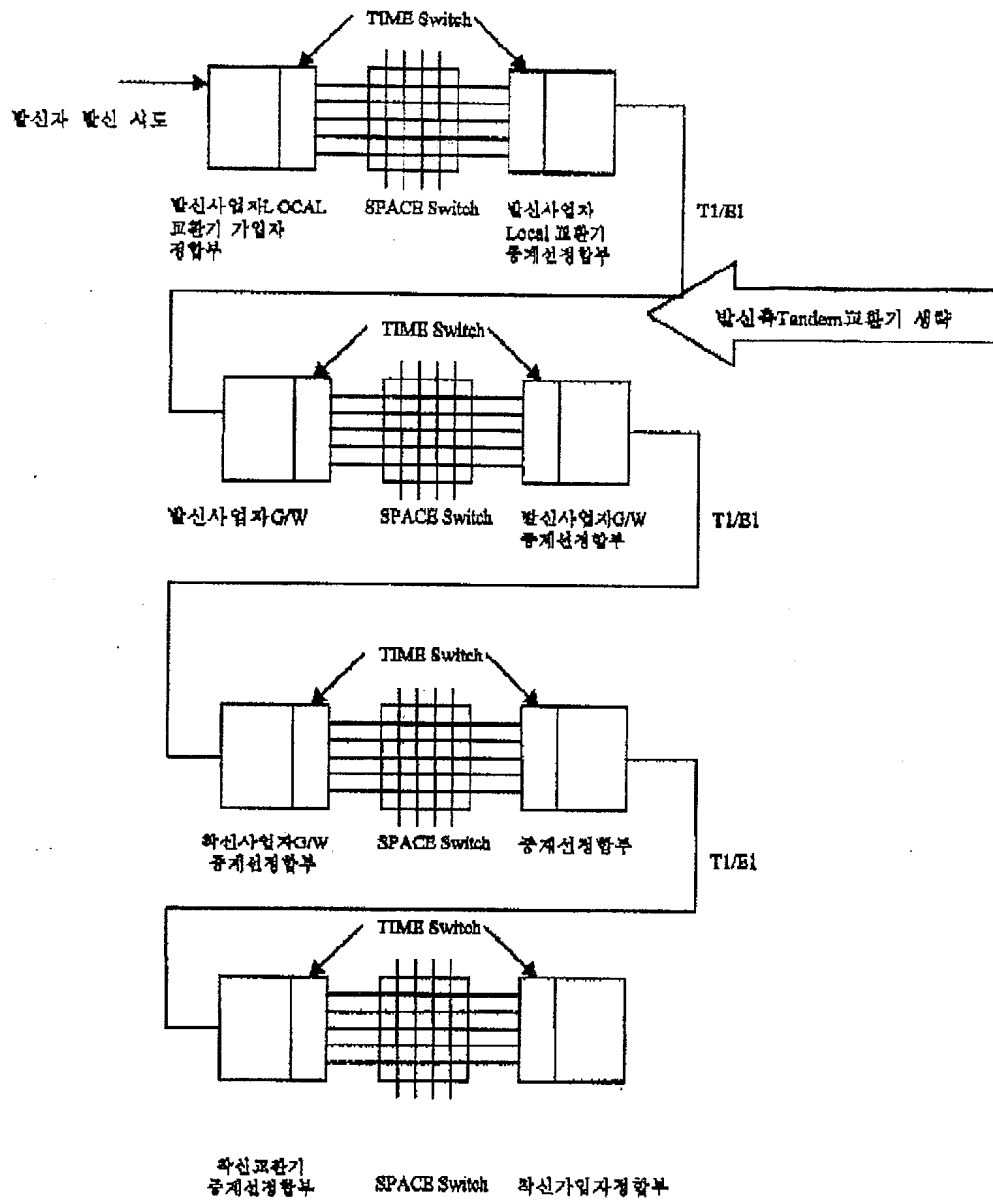 TIME Switch
발신자 발신 시도
발신사업자LOCAL
교환기 가입자
정합부
SPACE Switch
발신사업자
Local 교환기
중계선정합부
T1/E1
발신측Tandem교환기 생략
TIME Switch
발신사업자G/W
SPACE Switch
발신사업자G/W
중계선정합부
T1/E1
TIME Switch
착신사업자G/W
중계선정합부
SPACE Switch
중계선정합부
T1/E1
TIME Switch
착신교환기
중계선정합부
SPACE Switch
착신가입자정합부